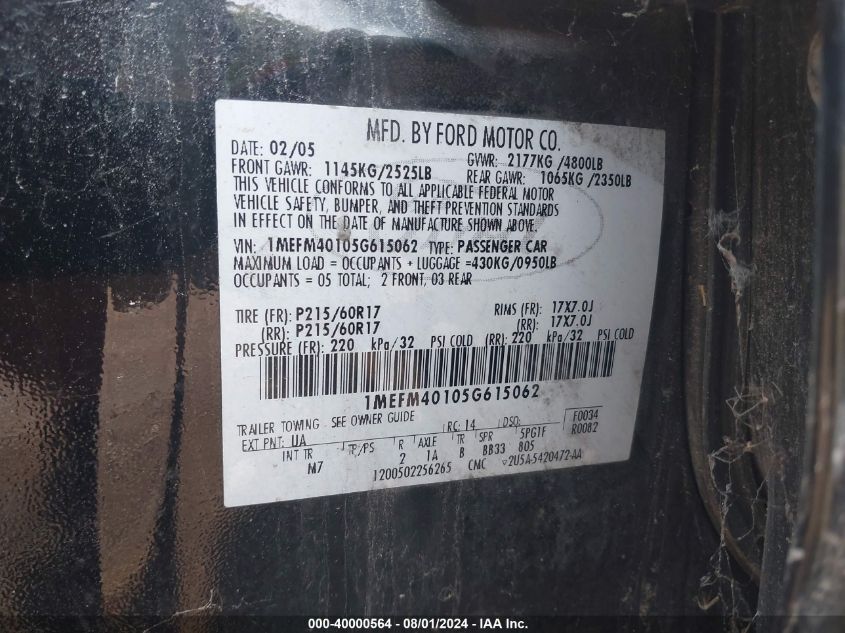 MFD. BY FORD MOTOR CO.
DATE: 02/05 GVWR: 2177KG /4800LB
FRONT GAWR: 1145KG/2525LB REAR GAWR: 1065KG /2350LB
THIS VEHICLE CONFORMS TO ALL APPLICABLE FEDERAL MOTOR
VEHICLE SAFETY, BUMPER, AND THEFT PREVENTION STANDARDS
IN EFFECT ON THE DATE OF MANUFACTURE SHOWN ABOVE.
VIN: 1MEFM40105G615062 TYPE: PASSENGER CAR
MAXIMUM LOAD = OCCUPANTS + LUGGAGE =430KG/0950LB
OCCUPANTS = 05 TOTAL; 2 FRONT, 03 REAR
TIRE (FR): P215/60R17 RIMS (FR): 17X7.0J
(RR): P215/60R17 (RR): 17X7.0J
PRESSURE (FR): 220 kPa/32 PSI COLD (RR): 220 kPa/32 PSI COLD
1MEFM40105G615062
TRAILER TOWING - SEE OWNER GUIDE F0034
EXT PNT: UA RC: 14 DSO: R0082
INT TR TP/PS R AXLE TR SPR 5PG1F
M7 2 1A B BB33 805
1200502256265 CMC 2U5A-5420472-AA
000-40000564 - 08/01/2024 - IAA Inc.